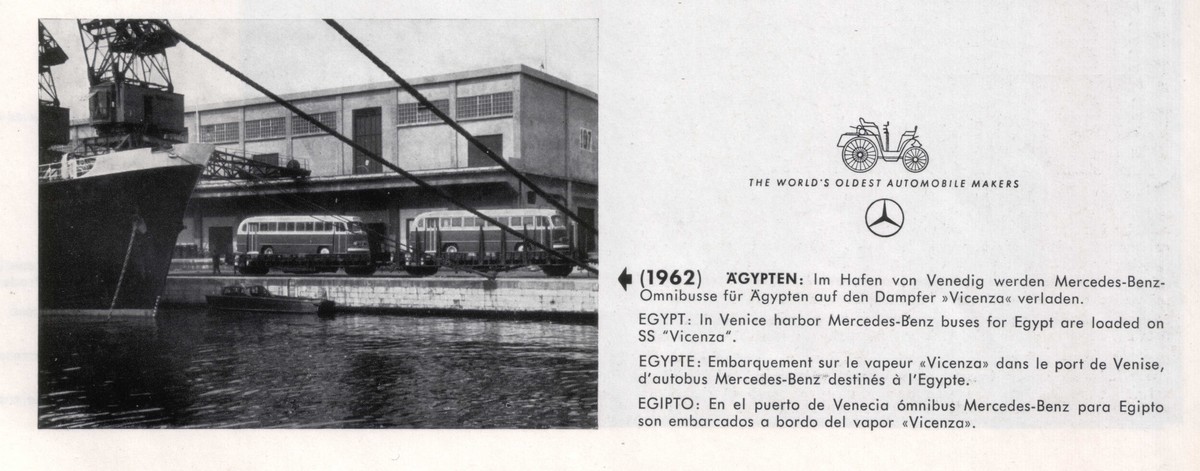 THE WORLD'S OLDEST AUTOMOBILE MAKERS
(1962) ÄGYPTEN: Im Hafen von Venedig werden Mercedes-Benz-
Omnibusse für Ägypten auf den Dampfer »Vicenza« verladen.
EGYPT: In Venice harbor Mercedes-Benz buses for Egypt are loaded on
SS "Vicenza".
EGYPTE: Embarquement sur le vapeur «Vicenza» dans le port de Venise,
d'autobus Mercedes-Benz destinés à l'Egypte.
EGIPTO: En el puerto de Venecia ómnibus Mercedes-Benz para Egipto
son embarcados a bordo del vapor «Vicenza».